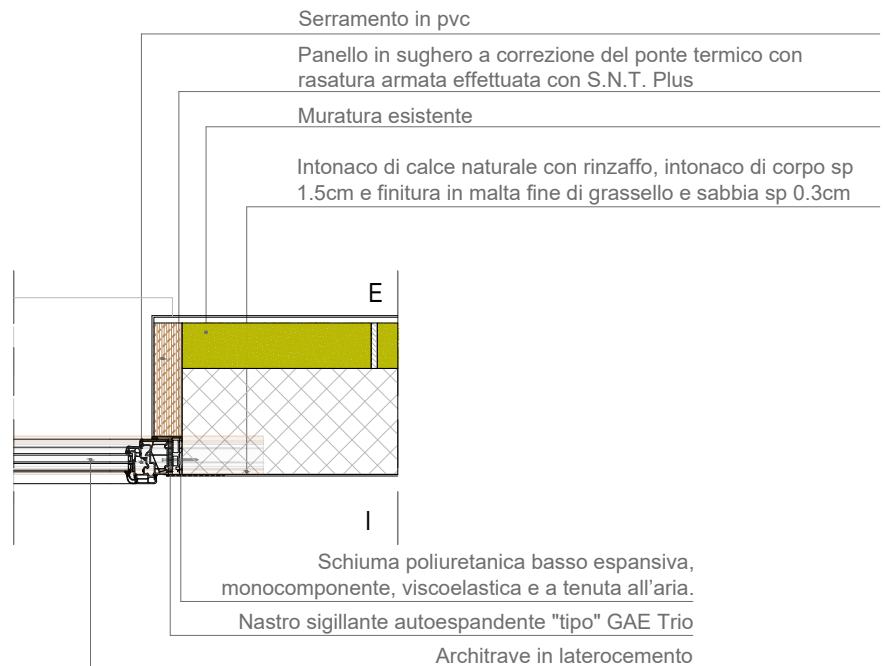 Serramento in pvc
Panello in sughero a correzione del ponte termico con
rasatura armata effettuata con S.N.T. Plus
Muratura esistente
Intonaco di calce naturale con rinzaffo, intonaco di corpo sp
1.5cm e finitura in malta fine di grassello e sabbia sp 0.3cm
E
I
Schiuma poliuretanica basso espansiva,
monocomponente, viscoelastica e a tenuta all’aria.
Nastro sigillante autoespandente "tipo" GAE Trio
Architrave in laterocemento